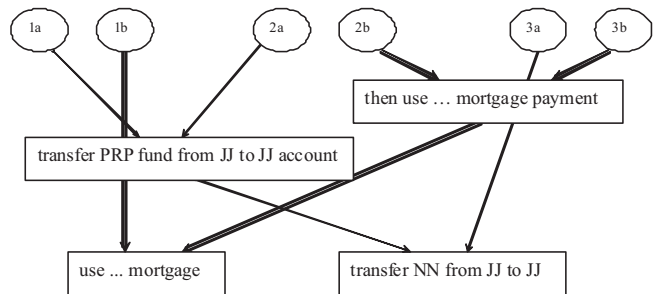 1a
1b
2a
2b
3a
3b
then use … mortgage payment
transfer PRP fund from JJ to JJ account
use ... mortgage
transfer NN from JJ to JJ